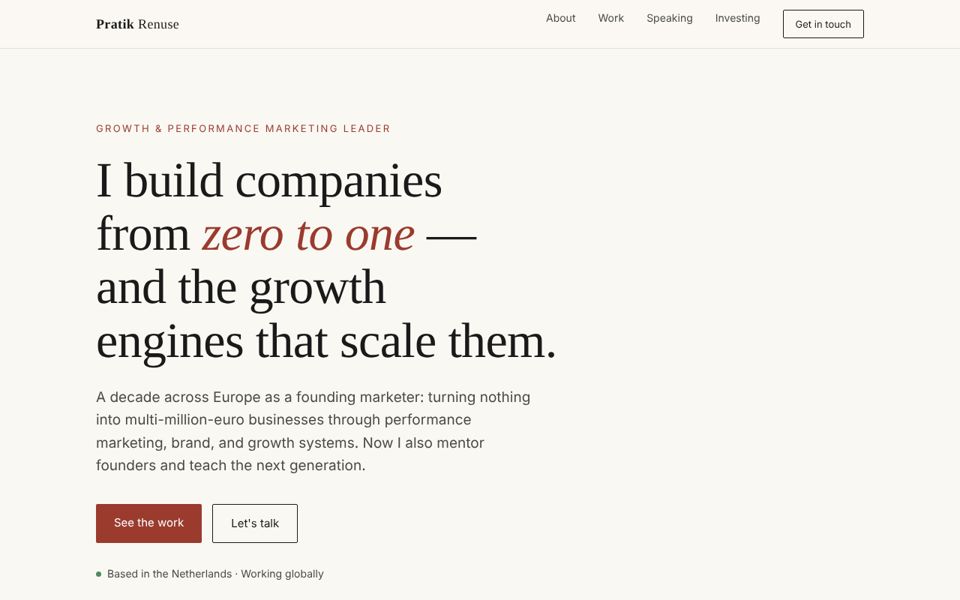 Pratik Renuse
About Work Speaking Investing Get in touch
GROWTH & PERFORMANCE MARKETING LEADER
I build companies
from zero to one —
and the growth
engines that scale them.
A decade across Europe as a founding marketer: turning nothing
into multi-million-euro businesses through performance
marketing, brand, and growth systems. Now I also mentor
founders and teach the next generation.
See the work Let's talk
Based in the Netherlands · Working globally